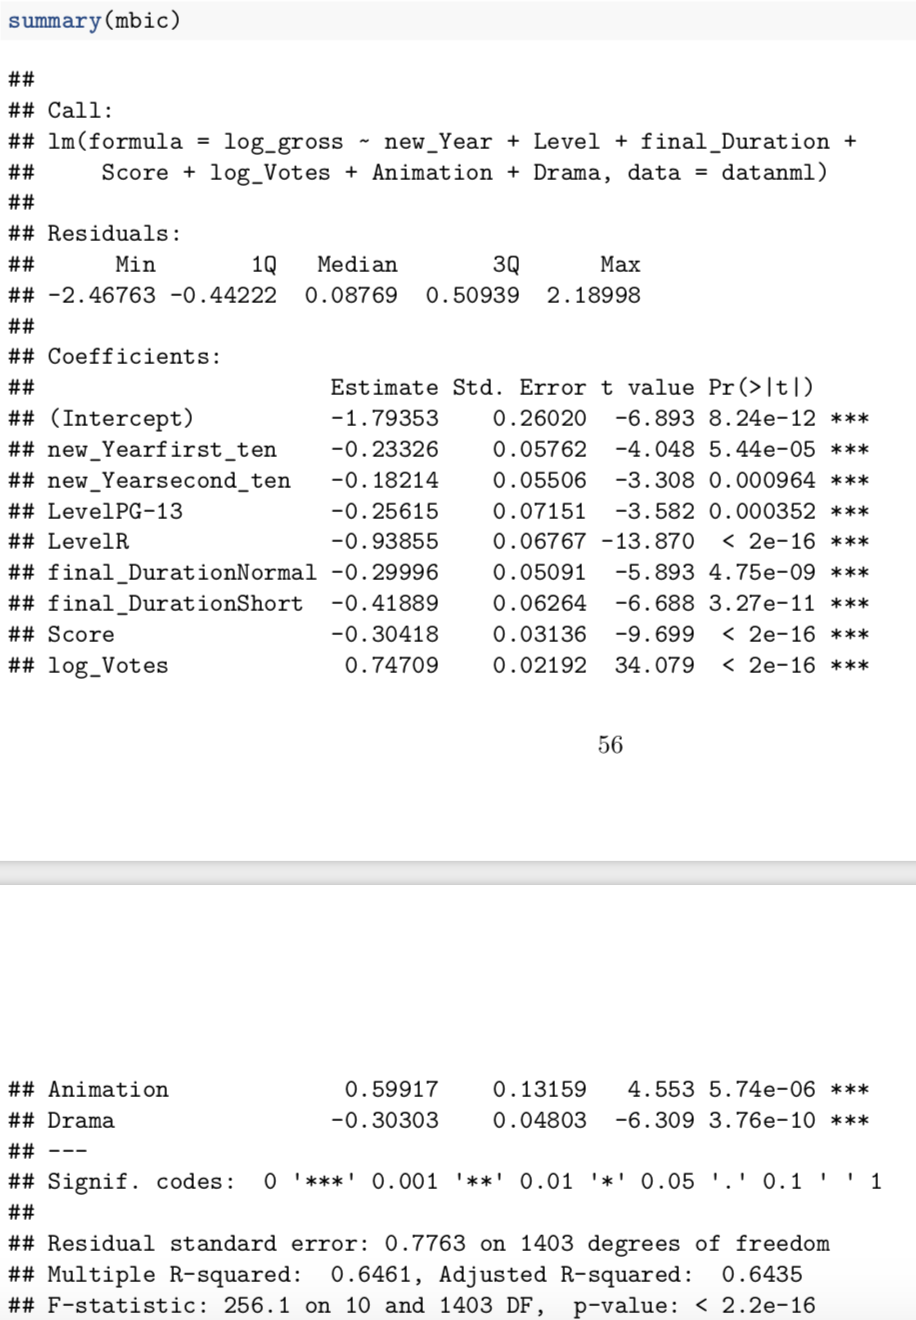 summary(mbic)
##
## Call:
## lm(formula = log_gross ~ new_Year + Level + final_Duration +
##     Score + log_Votes + Animation + Drama, data = datanml)
##
## Residuals:
##      Min       1Q   Median       3Q      Max
## -2.46763 -0.44222  0.08769  0.50939  2.18998
##
## Coefficients:
##                      Estimate Std. Error t value Pr(>|t|)
## (Intercept)          -1.79353    0.26020  -6.893 8.24e-12 ***
## new_Yearfirst_ten    -0.23326    0.05762  -4.048 5.44e-05 ***
## new_Yearsecond_ten   -0.18214    0.05506  -3.308 0.000964 ***
## LevelPG-13           -0.25615    0.07151  -3.582 0.000352 ***
## LevelR               -0.93855    0.06767 -13.870  < 2e-16 ***
## final_DurationNormal -0.29996    0.05091  -5.893 4.75e-09 ***
## final_DurationShort  -0.41889    0.06264  -6.688 3.27e-11 ***
## Score                -0.30418    0.03136  -9.699  < 2e-16 ***
## log_Votes             0.74709    0.02192  34.079  < 2e-16 ***
56
## Animation             0.59917    0.13159   4.553 5.74e-06 ***
## Drama                -0.30303    0.04803  -6.309 3.76e-10 ***
## ---
## Signif. codes:  0 '***' 0.001 '**' 0.01 '*' 0.05 '.' 0.1 ' ' 1
##
## Residual standard error: 0.7763 on 1403 degrees of freedom
## Multiple R-squared:  0.6461, Adjusted R-squared:  0.6435
## F-statistic: 256.1 on 10 and 1403 DF,  p-value: < 2.2e-16